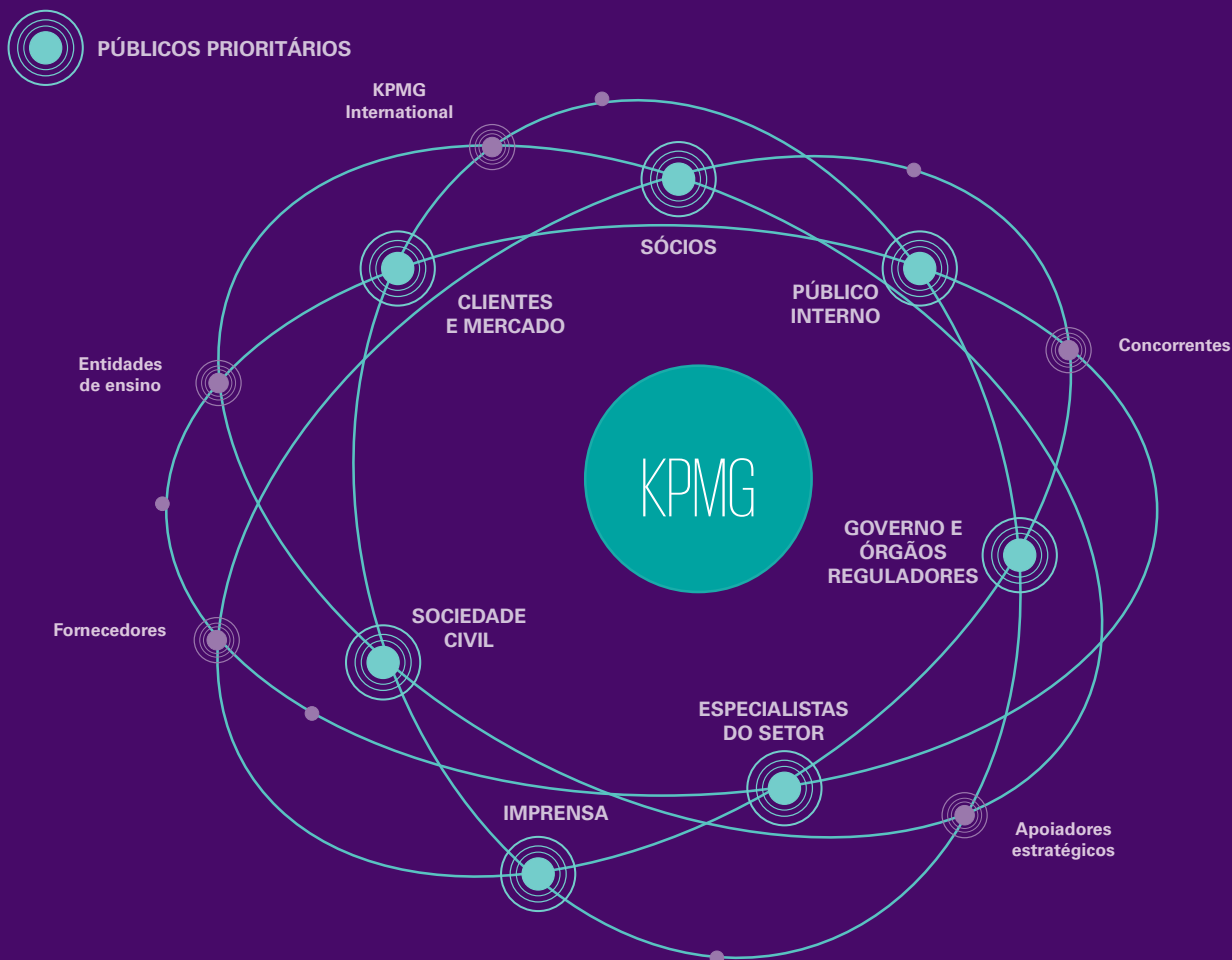 PÚBLICOS PRIORITÁRIOS
KPMG
International
SÓCIOS
CLIENTES
E MERCADO
PÚBLICO
INTERNO
Concorrentes
Entidades
de ensino
KPMG
GOVERNO E
ÓRGÃOS
REGULADORES
SOCIEDADE
CIVIL
Fornecedores
ESPECIALISTAS
DO SETOR
IMPRENSA
Apoiadores
estratégicos